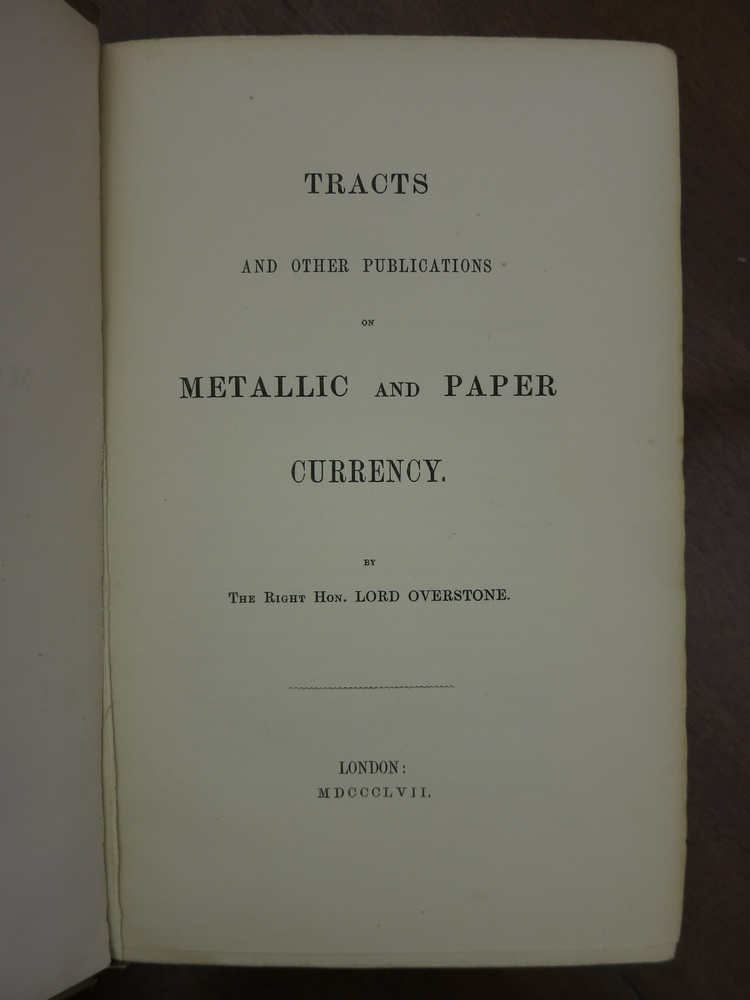 TRACTS
AND OTHER PUBLICATIONS
ON
METALLIC AND PAPER
CURRENCY.
BY
THE RIGHT HON. LORD OVERSTONE.
LONDON:
MDCCCLVII.